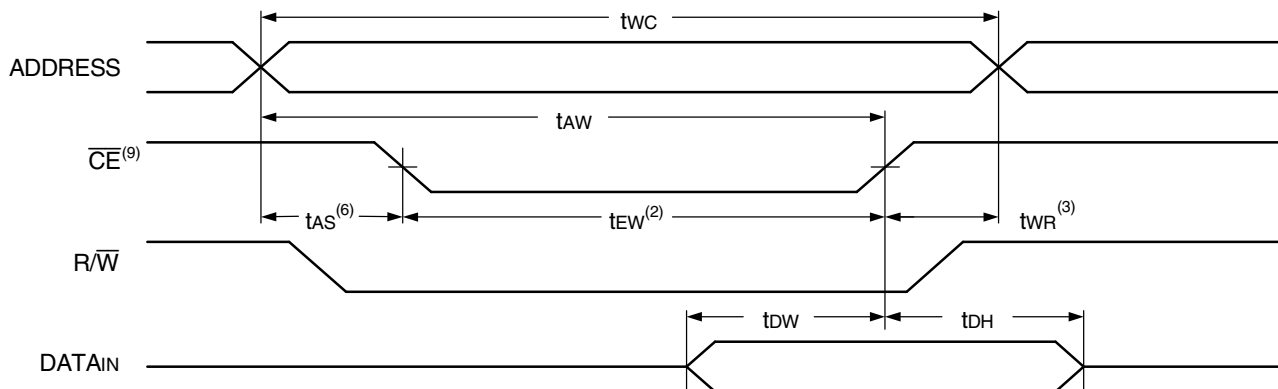 tWC
ADDRESS
tAW
CE(9)
tAS(6) tEW(2) tWR(3)
R/W
tDW tDH
DATAIN